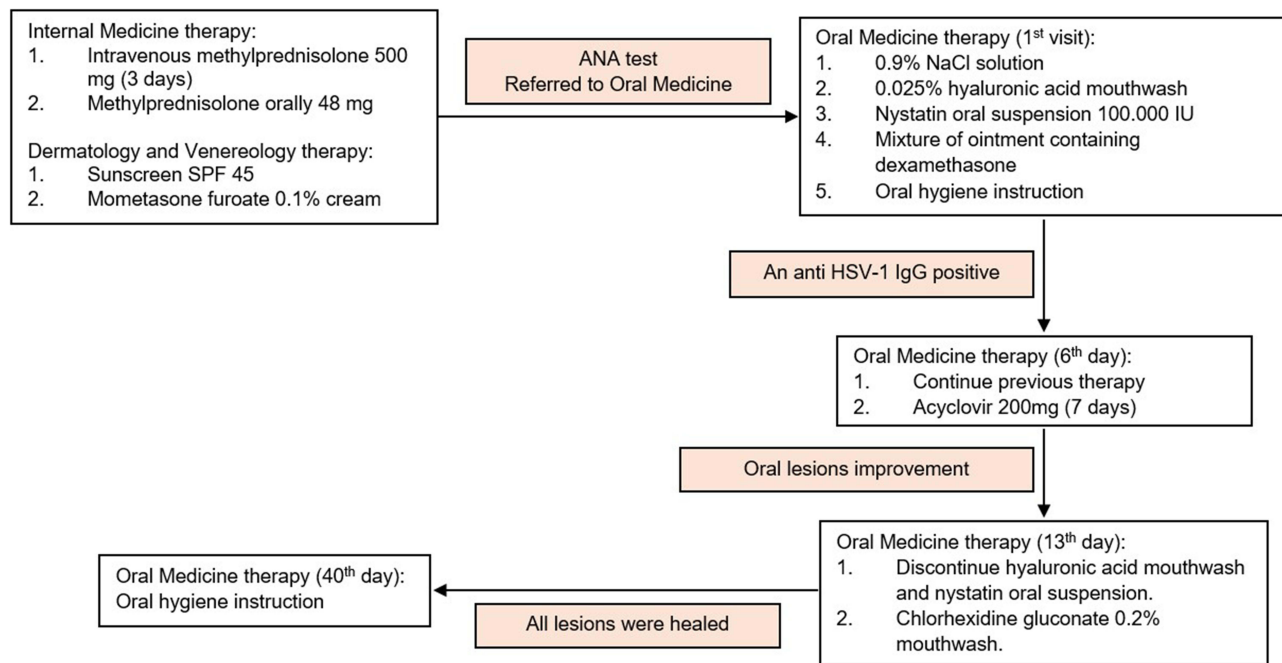 Internal Medicine therapy:
1. Intravenous methylprednisolone 500
mg (3 days)
2. Methylprednisolone orally 48 mg
Dermatology and Venereology therapy:
1. Sunscreen SPF 45
2. Mometasone furoate 0.1% cream
ANA test
Referred to Oral Medicine
Oral Medicine therapy (1st visit):
1. 0.9% NaCl solution
2. 0.025% hyaluronic acid mouthwash
3. Nystatin oral suspension 100.000 IU
4. Mixture of ointment containing
dexamethasone
5. Oral hygiene instruction
An anti HSV-1 IgG positive
Oral Medicine therapy (6th day):
1. Continue previous therapy
2. Acyclovir 200mg (7 days)
Oral lesions improvement
Oral Medicine therapy (13th day):
1. Discontinue hyaluronic acid mouthwash
and nystatin oral suspension.
2. Chlorhexidine gluconate 0.2%
mouthwash.
All lesions were healed
Oral Medicine therapy (40th day):
Oral hygiene instruction